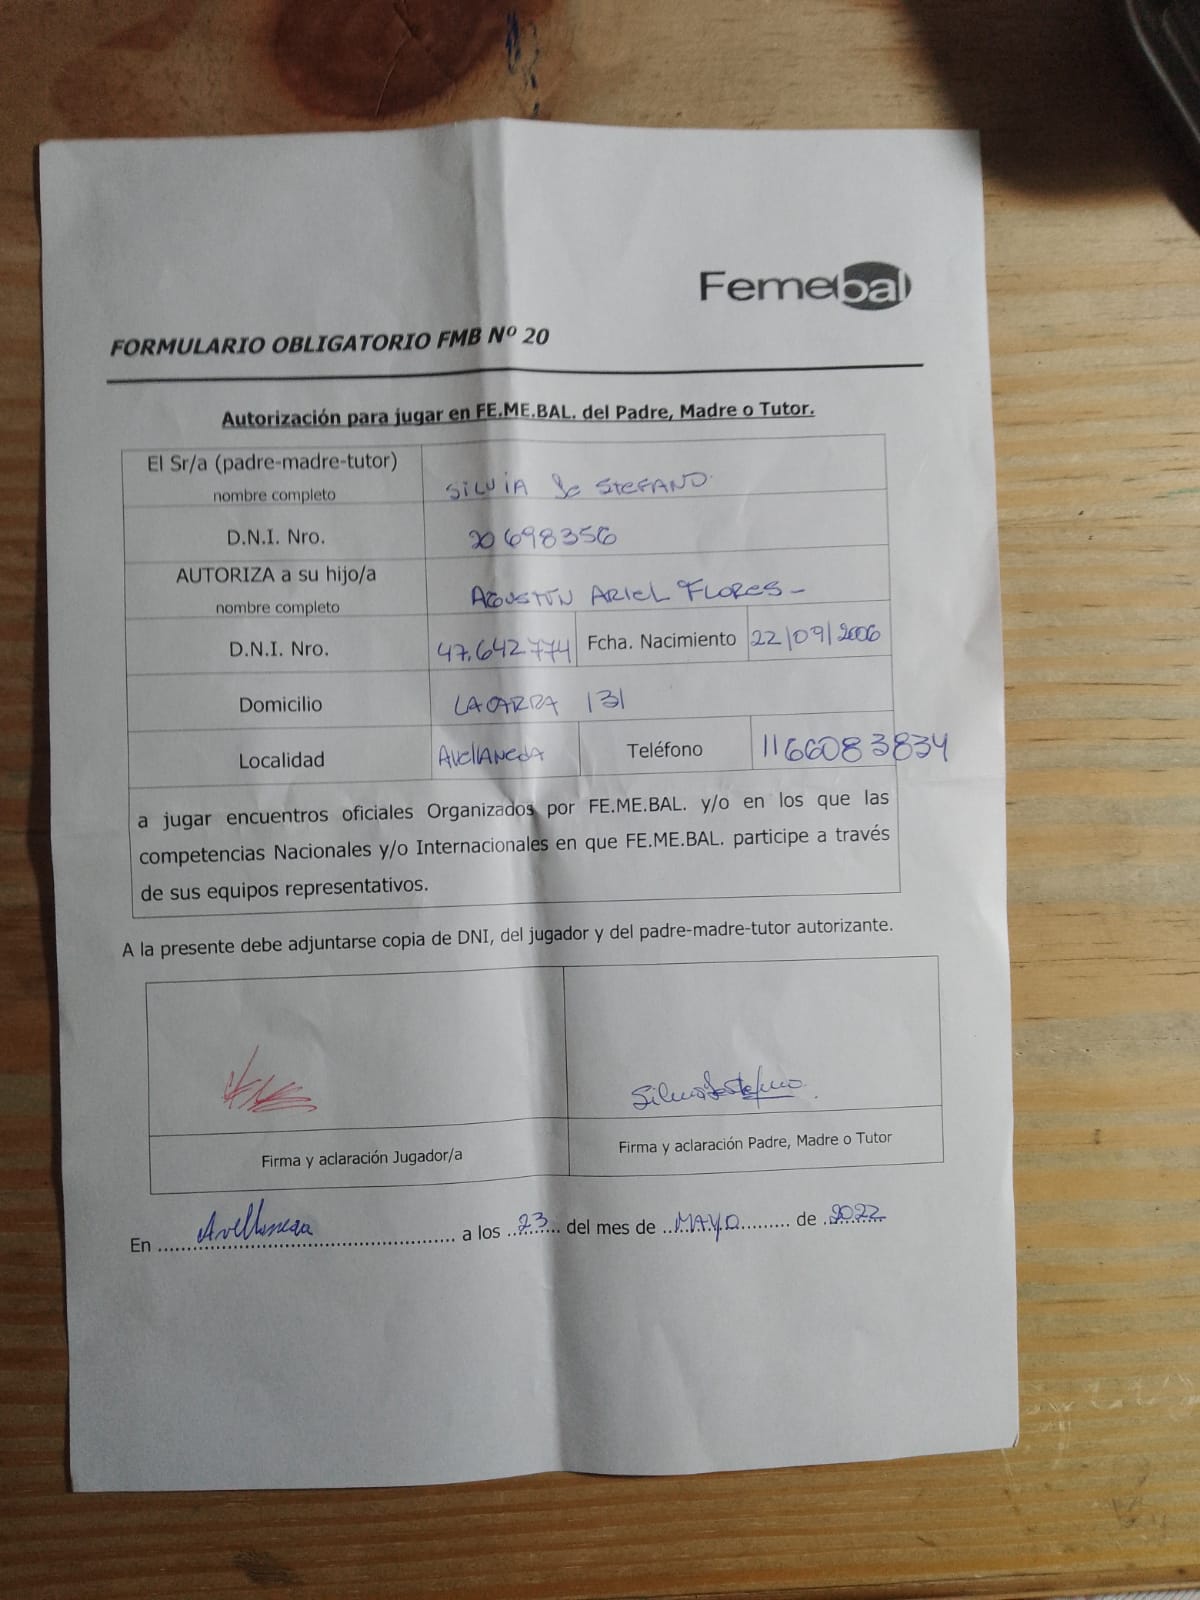 Femebal
FORMULARIO OBLIGATORIO FMB Nº 20
Autorización para jugar en FE.ME.BAL. del Padre, Madre o Tutor.
El Sr/a (padre-madre-tutor)
nombre completo
SILVIA De STEFANO
D.N.I. Nro.
20698356
AUTORIZA a su hijo/a
nombre completo
AGUSTÍN ARIEL FLORES -
D.N.I. Nro. 47.642774 Fcha. Nacimiento 22/09/2006
Domicilio
131
Localidad AvellANedA Teléfono 1166083834
a jugar encuentros oficiales Organizados por FE.ME.BAL. y/o en los que las
competencias Nacionales y/o Internacionales en que FE.ME.BAL. participe a través
de sus equipos representativos.
A la presente debe adjuntarse copia de DNI, del jugador y del padre-madre-tutor autorizante.
Firma y aclaración Jugador/a
Firma y aclaración Padre, Madre o Tutor
En Avellaneda a los 23 del mes de MAYO de 2022